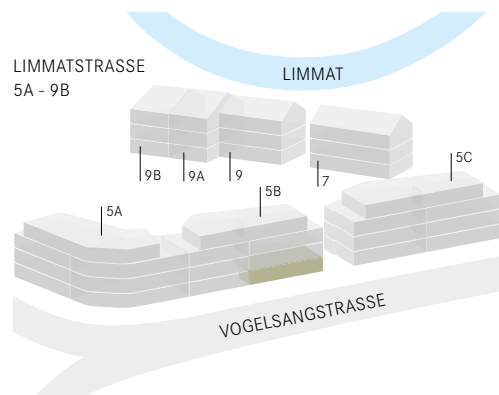 LIMMATSTRASSE
5A - 9B
LIMMAT
9B
9A
9
7
5C
5B
5A
VOGELSANGSTRASSE